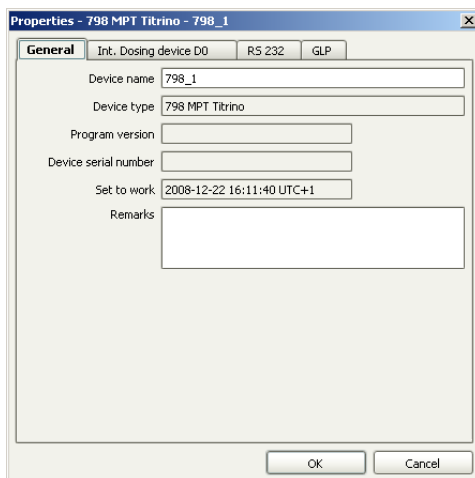 Properties - 798 MPT Titrino - 798_1
General Int. Dosing device D0 RS 232 GLP
Device name 798_1
Device type 798 MPT Titrino
Program version
Device serial number
Set to work 2008-12-22 16:11:40 UTC+1
Remarks
OK Cancel